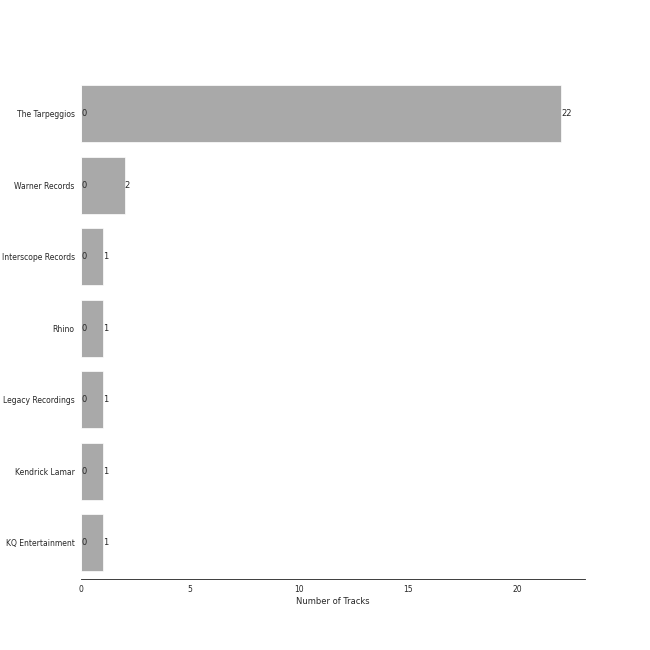 The Tarpeggios 0 22
Warner Records 0 2
Interscope Records 0 1
Rhino 0 1
Legacy Recordings 0 1
Kendrick Lamar 0 1
KQ Entertainment 0 1
0 5 10 15 20
Number of Tracks